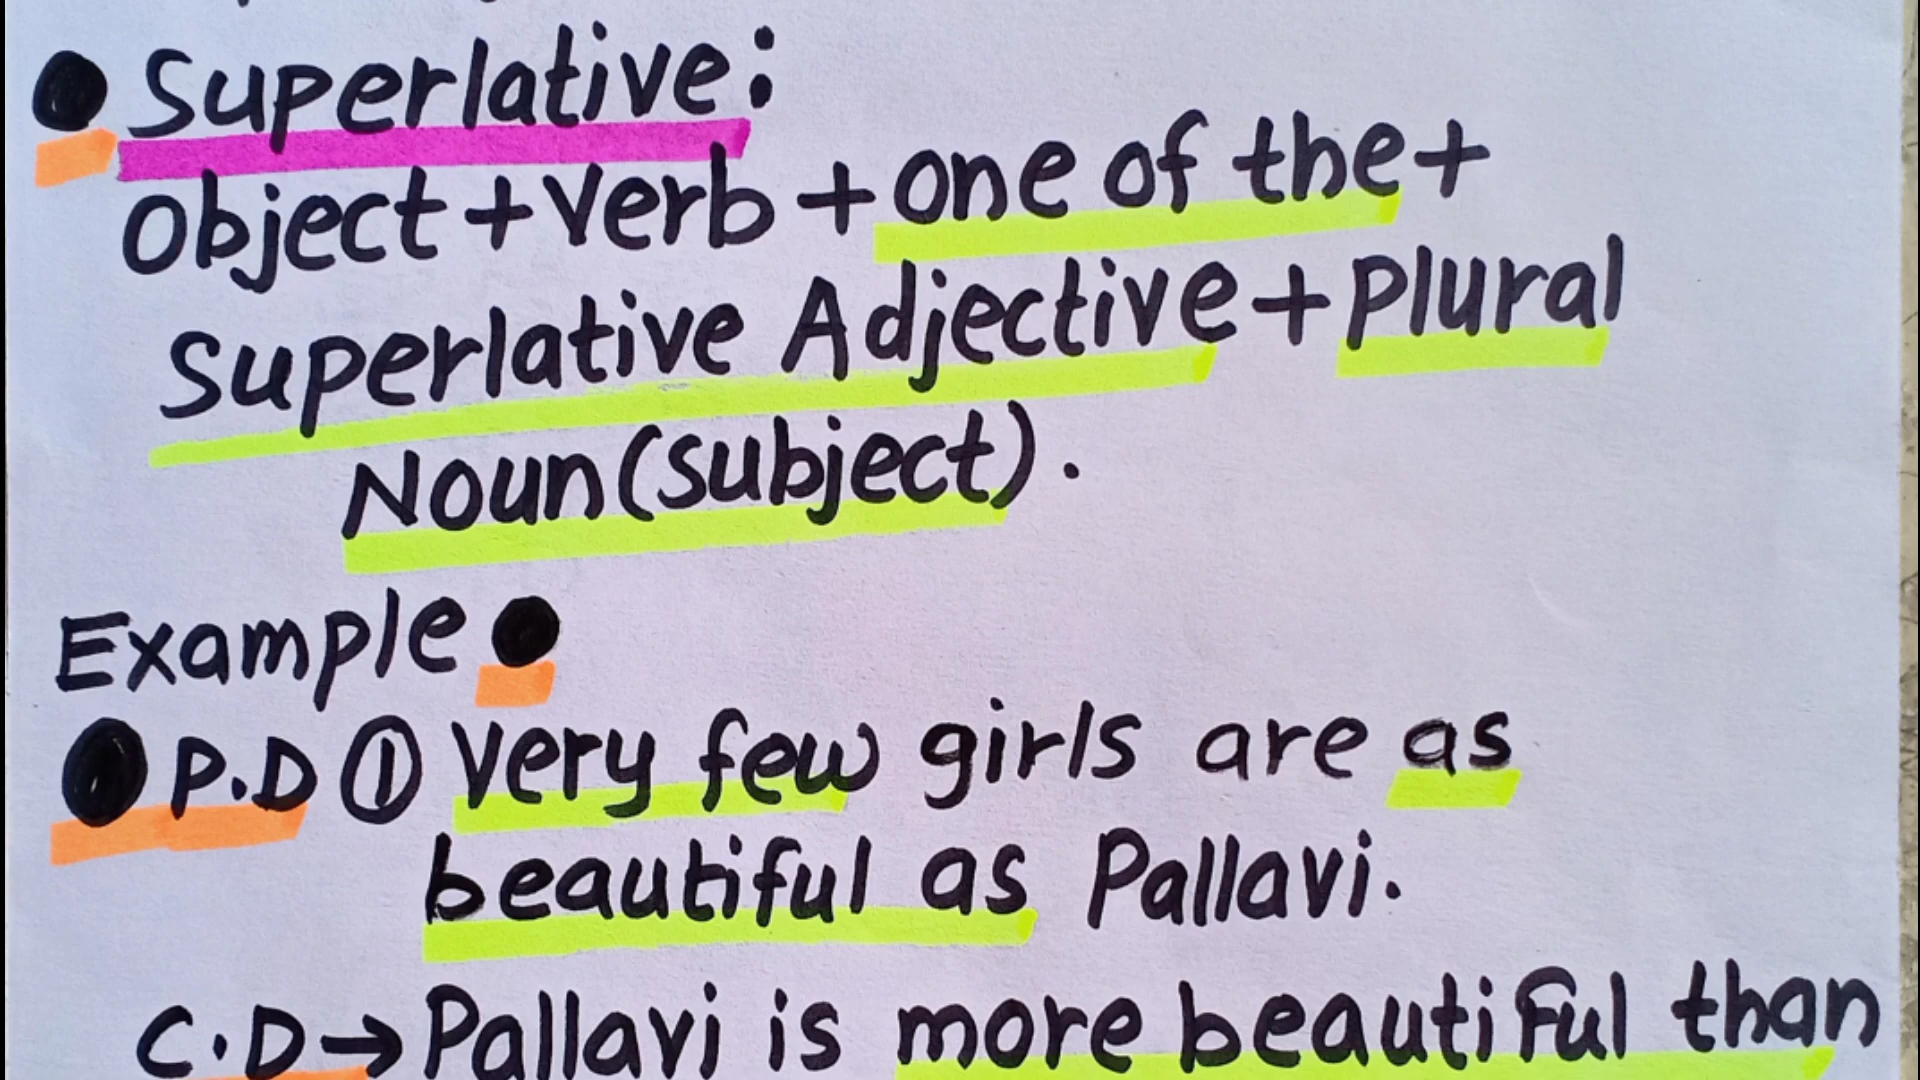 ● Superlative:
Object + Verb + one of the +
Superlative Adjective + Plural
Noun (subject).
Example ●
● P.D ① Very few girls are as
beautiful as Pallavi.
C.D → Pallavi is more beautiful than